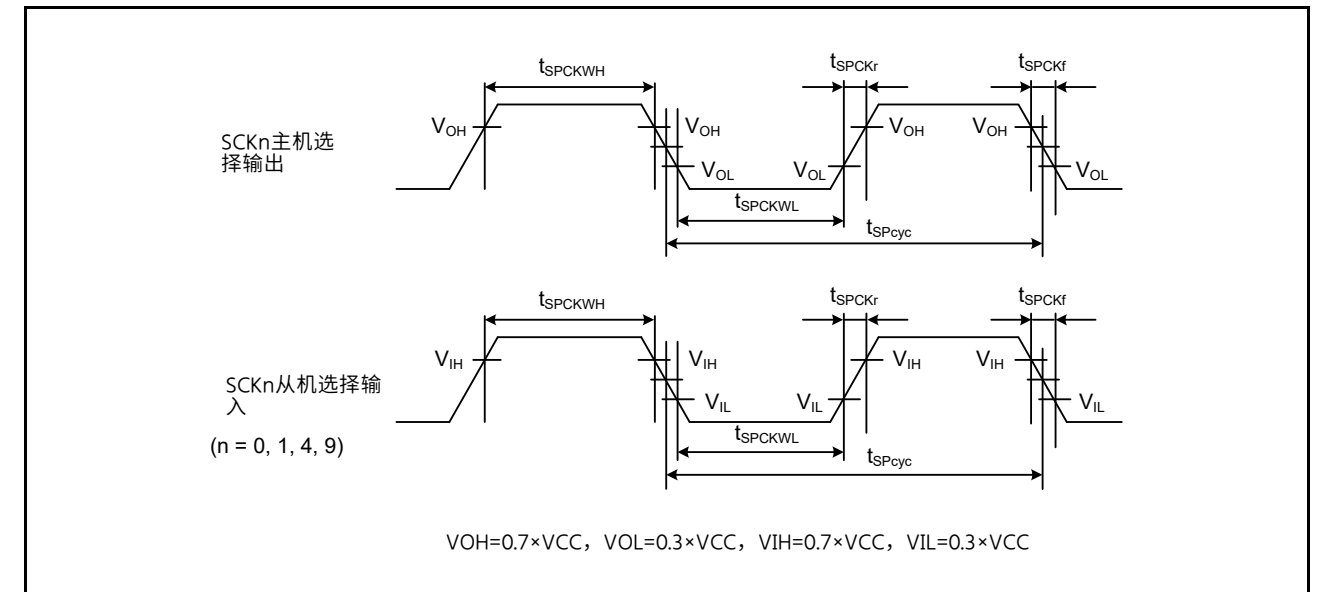 tSPCKWH
tSPCKr
tSPCKf
VOH
VOH
VOH
VOH
SCKn主机选
择输出
VOL
VOL
VOL
tSPCKWL
tSPcyc
tSPCKWH
tSPCKr
tSPCKf
VIH
VIH
VIH
VIH
SCKn从机选择输
入
VIL
VIL
VIL
(n = 0, 1, 4, 9)
tSPCKWL
tSPcyc
VOH=0.7×VCC，VOL=0.3×VCC，VIH=0.7×VCC，VIL=0.3×VCC